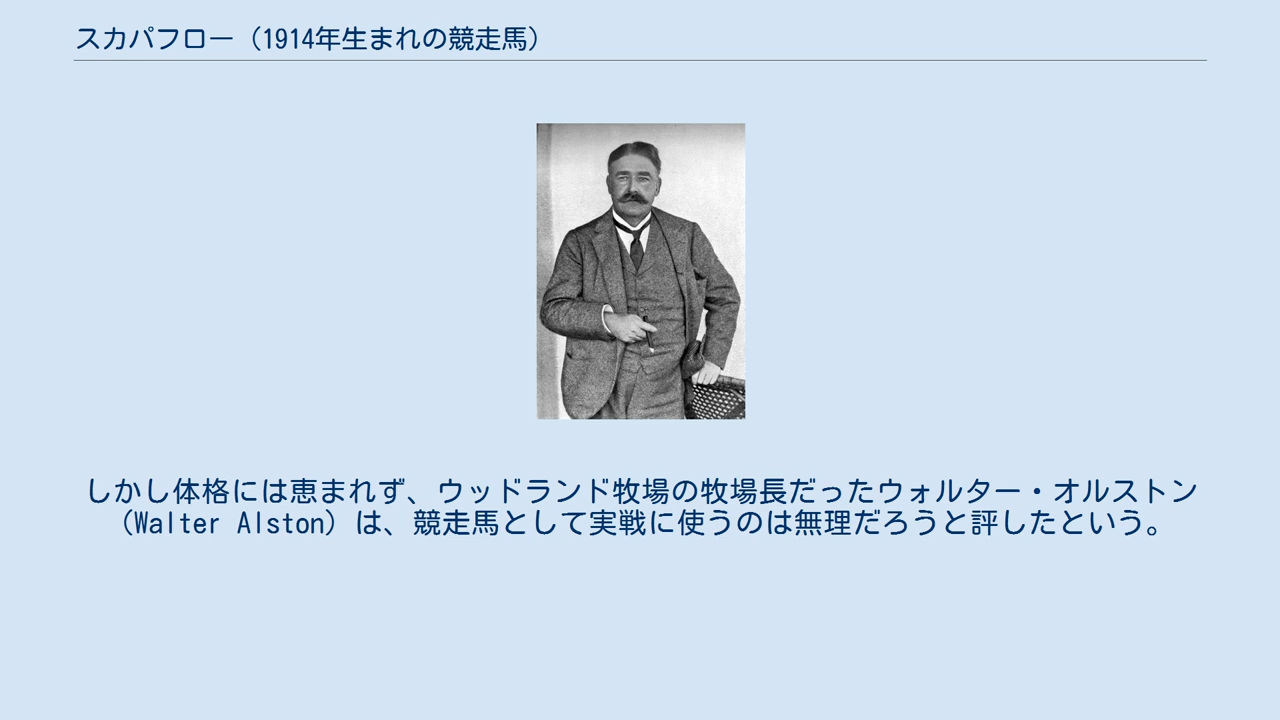 スカパフロー（1914年生まれの競走馬）
しかし体格には恵まれず、ウッドランド牧場の牧場長だったウォルター・オルストン
（Walter Alston）は、競走馬として実戦に使うのは無理だろうと評したという。